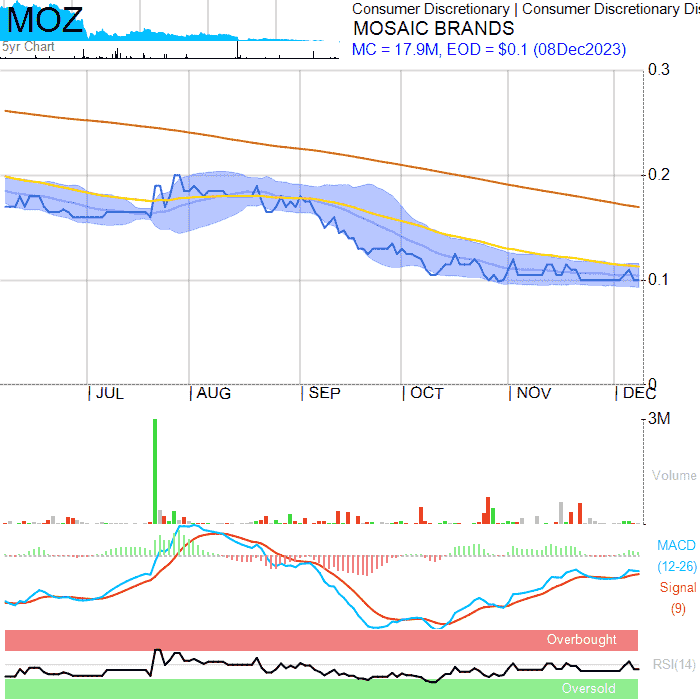 MOZ
5yr Chart
Consumer Discretionary | Consumer Discretionary Dis
MOSAIC BRANDS
MC = 17.9M, EOD = $0.1 (08Dec2023)
0.3
0.2
0.1
0
JUL AUG SEP OCT NOV DEC
3M
Volume
MACD
(12-26)
Signal
(9)
Overbought
RSI(14)
Oversold